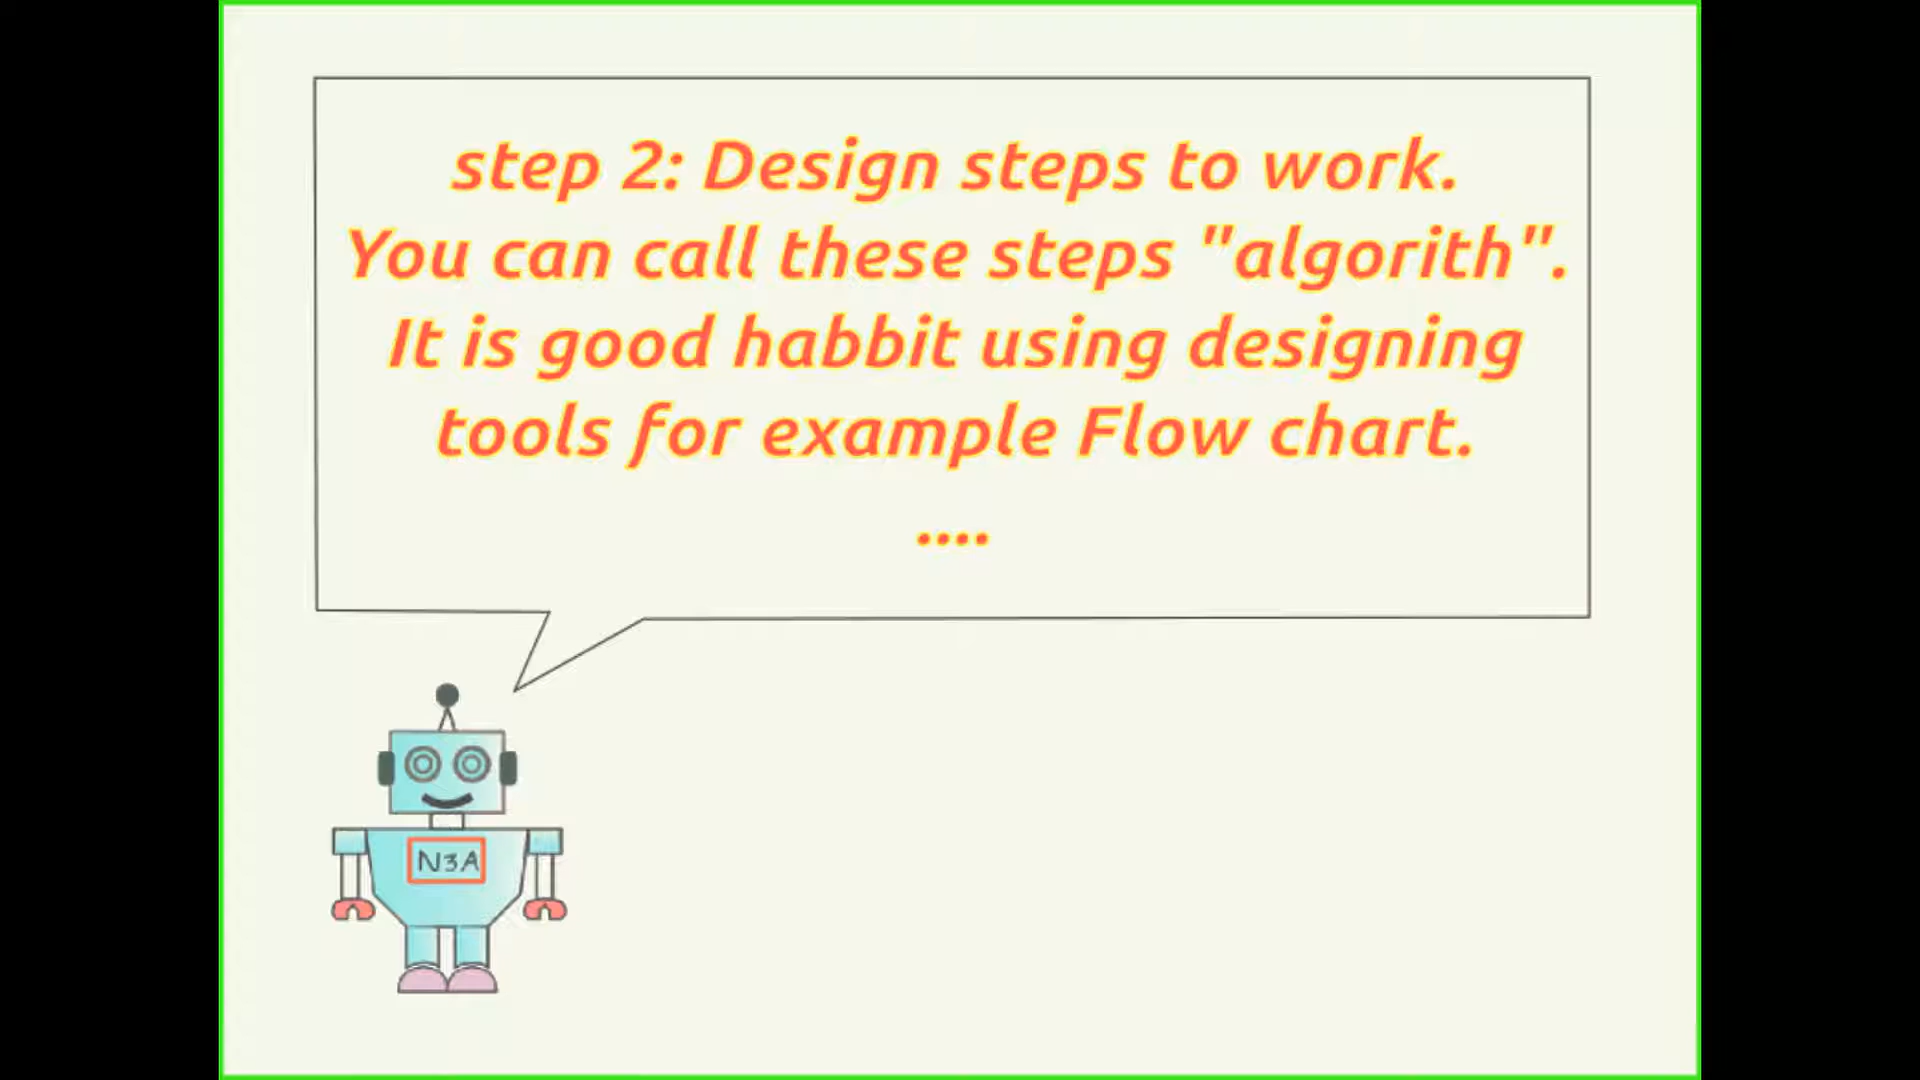 step 2: Design steps to work.
You can call these steps "algorith".
It is good habbit using designing
tools for example Flow chart.
....
N3A